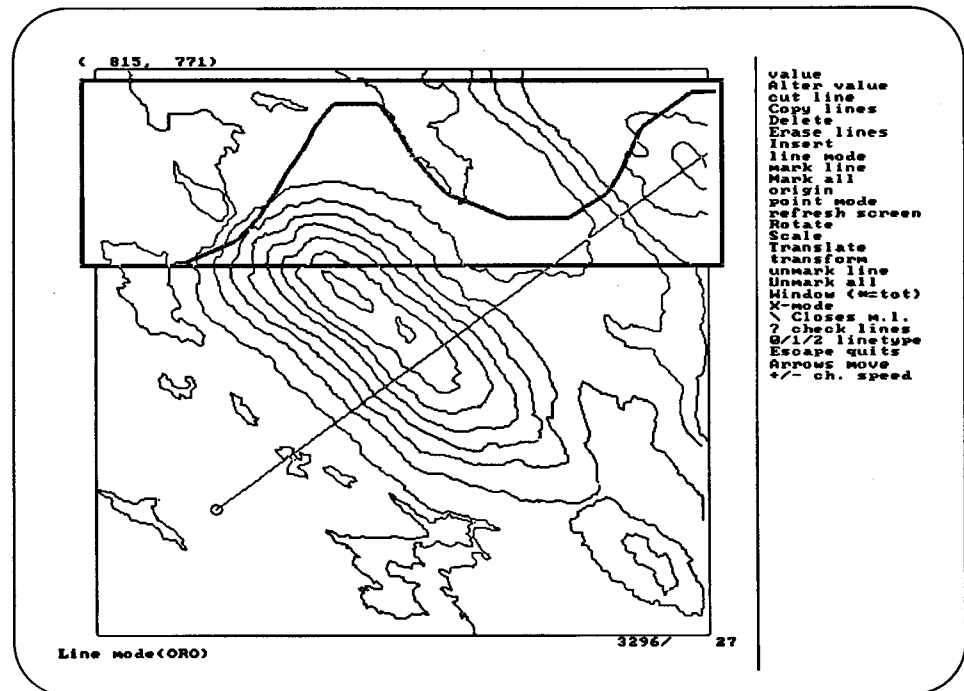 ( 815, 771)
value
Alter value
cut line
Copy lines
Delete
Erase lines
Insert
line mode
mark line
Mark all
origin
point mode
refresh screen
Rotate
Scale
Translate
transform
unmark line
Unmark all
Window (*=tot)
X-mode
\ Closes m.l.
? check lines
0/1/2 linetype
Escape quits
Arrows move
+/- ch. speed
3296/ 27
Line mode(ORO)